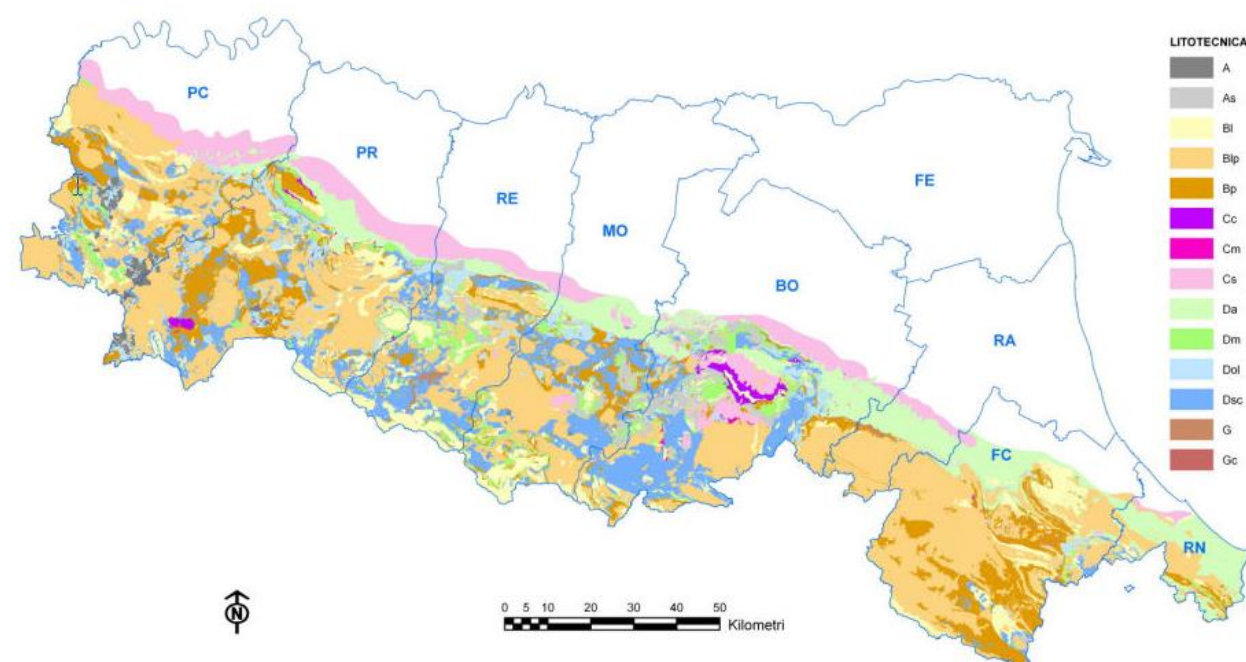 LITOTECNICA
A
As
Bl
Blp
Bp
Cc
Cm
Cs
Da
Dm
Dol
Dsc
G
Gc
PC
PR
RE
MO
FE
BO
RA
FC
RN
N
0 5 10 20 30 40 50
Kilometri